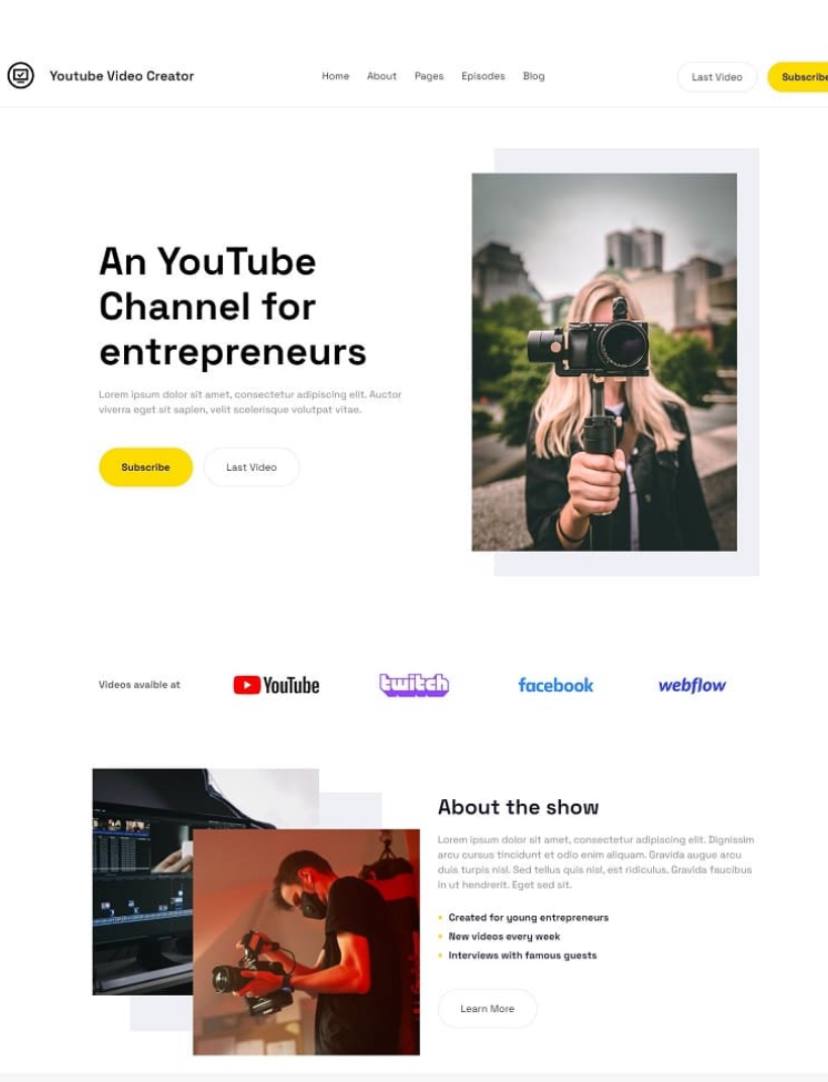 Youtube Video Creator
Home About Pages Episodes Blog
Last Video
Subscribe
An YouTube
Channel for
entrepreneurs
Lorem ipsum dolor sit amet, consectetur adipiscing elit. Auctor
viverra eget sit sapien, velit scelerisque volutpat vitae.
Subscribe
Last Video
Videos avaible at
YouTube
twitch
facebook
webflow
About the show
Lorem ipsum dolor sit amet, consectetur adipiscing elit. Dignissim
arcu cursus tincidunt et odio enim aliquam. Gravida augue arcu
duis turpis nisl. Sed tellus quis nisl, est ridiculus. Gravida faucibus
in ut hendrerit. Eget sed sit.
Created for young entrepreneurs
New videos every week
Interviews with famous guests
Learn More